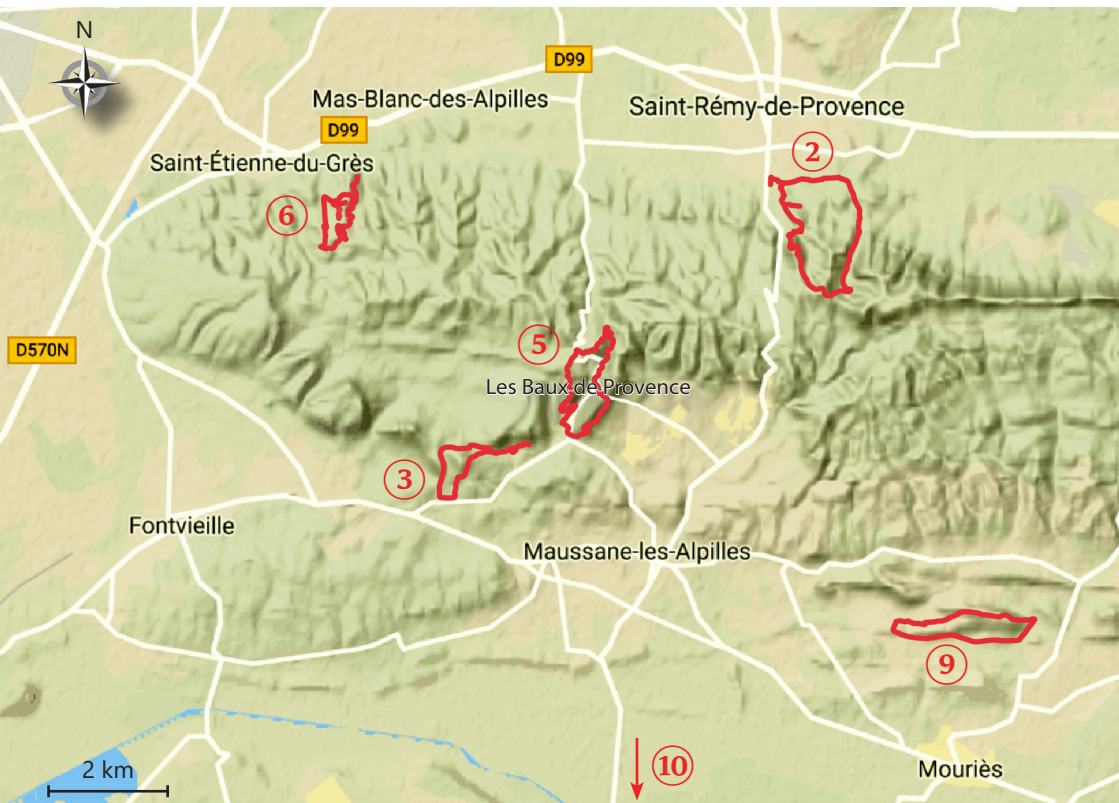 N
D99
Mas-Blanc-des-Alpilles
Saint-Rémy-de-Provence
D99
Saint-Étienne-du-Grès
2
6
D570N
5
Les Baux de Provence
3
Fontvieille
Maussane-les-Alpilles
9
10
2 km
Mouriès